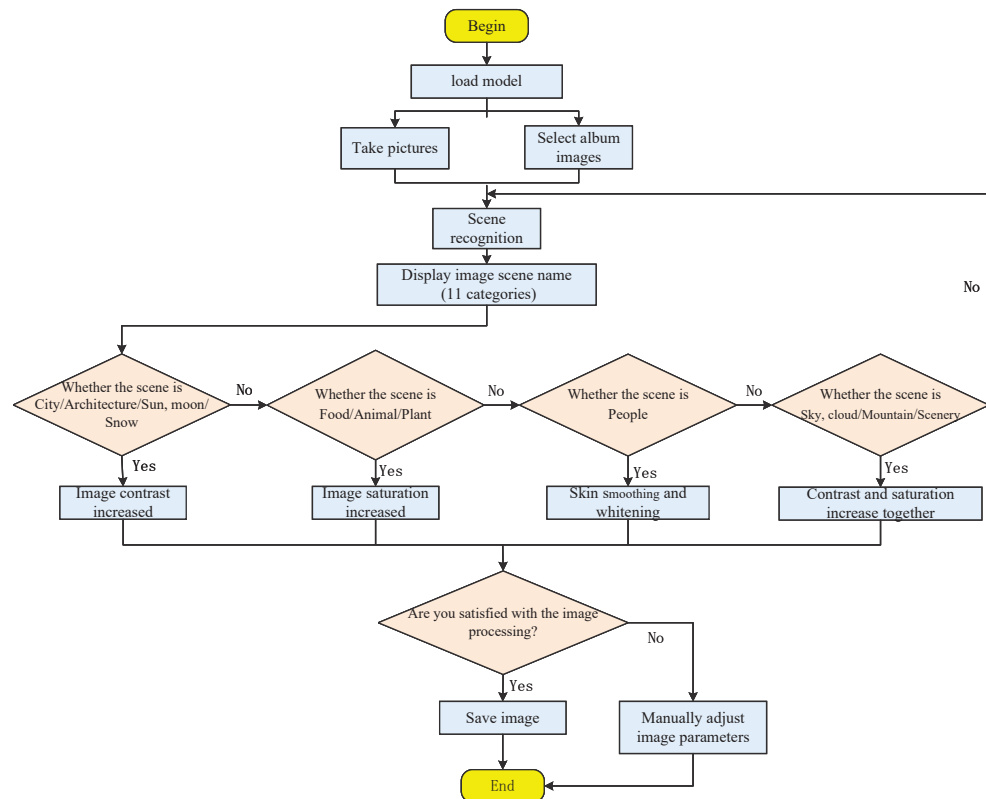 Begin
load model
Take pictures
Select album
images
Scene
recognition
Display image scene name
(11 categories)
No
Whether the scene is
City/Architecture/Sun, moon/
Snow
No
Whether the scene is
Food/Animal/Plant
No
Whether the scene is
People
No
Whether the scene is
Sky, cloud/Mountain/Scenery
Yes
Yes
Yes
Yes
Image contrast
increased
Image saturation
increased
Skin smoothing and
whitening
Contrast and saturation
increase together
Are you satisfied with the image
processing?
No
Yes
Save image
Manually adjust
image parameters
End